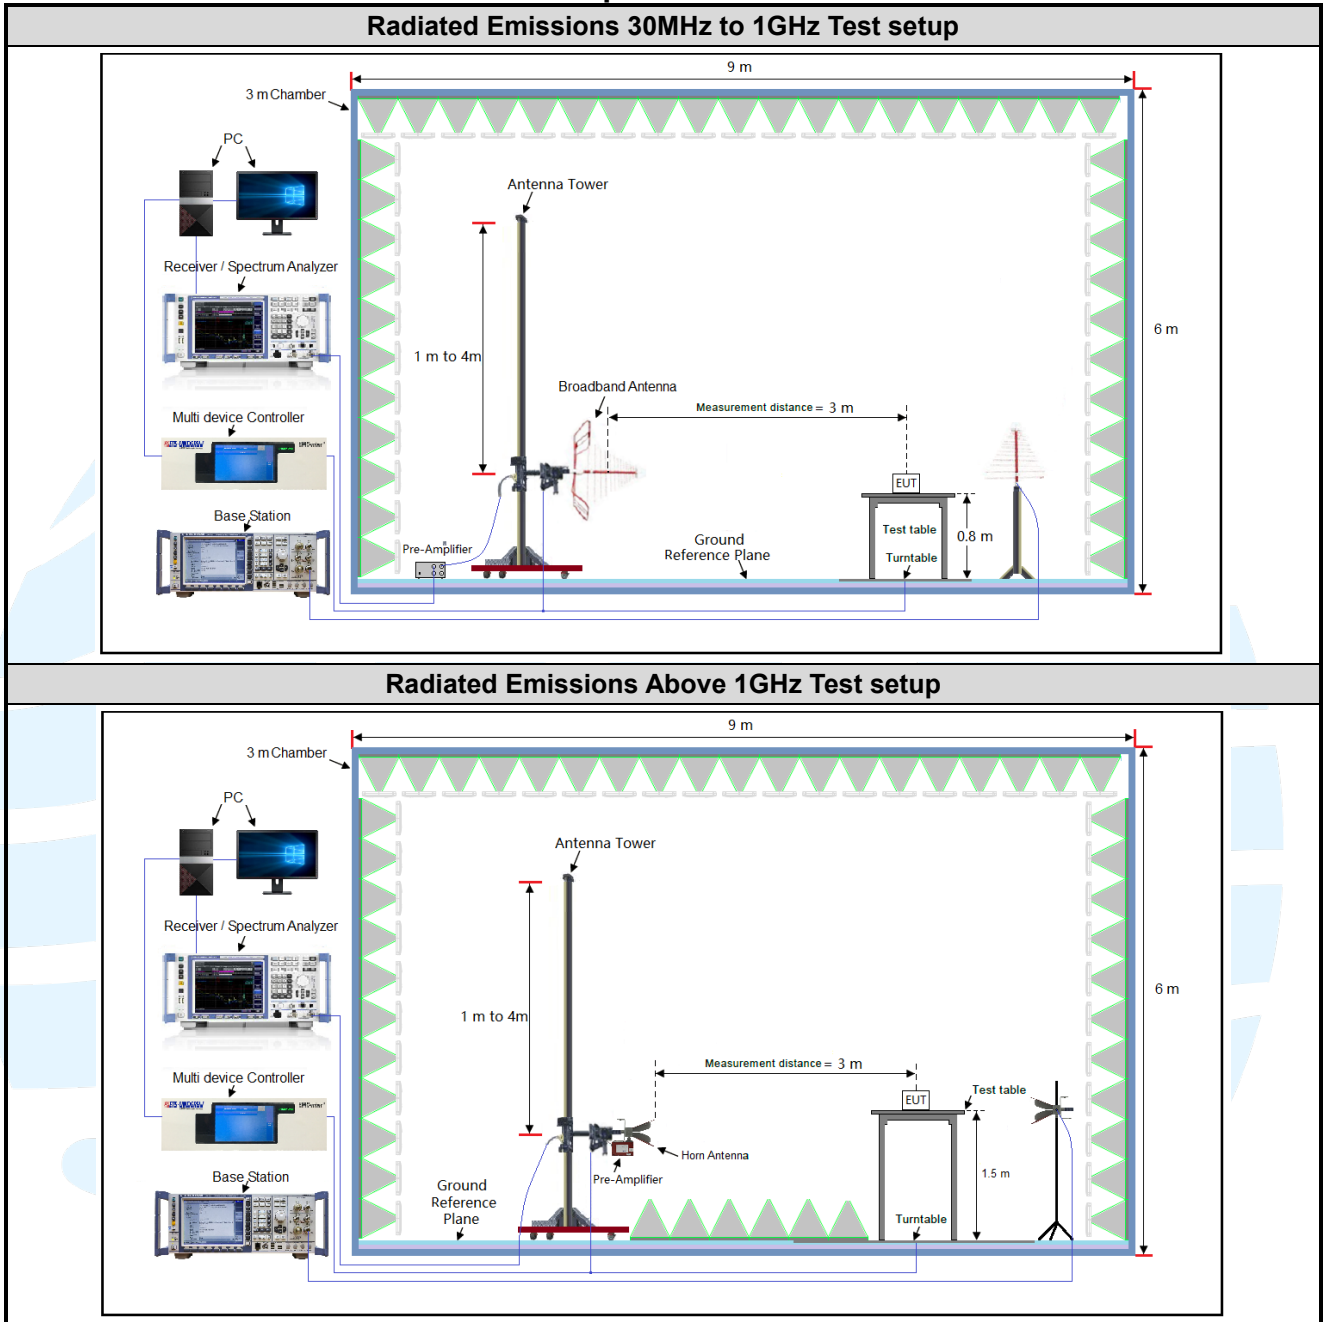 Radiated Emissions 30MHz to 1GHz Test setup
9 m
3 m Chamber
PC
Antenna Tower
Receiver / Spectrum Analyzer
6 m
1 m to 4m
Broadband Antenna
Measurement distance = 3 m
Multi device Controller
EUT
Base Station
Test table
0.8 m
Ground
Reference Plane
Pre-Amplifier
Turntable
Radiated Emissions Above 1GHz Test setup
9 m
3 m Chamber
PC
Antenna Tower
Receiver / Spectrum Analyzer
6 m
1 m to 4m
Measurement distance = 3 m
Multi device Controller
Test table
EUT
Horn Antenna
Pre-Amplifier
1.5 m
Base Station
Ground
Reference
Plane
Turntable